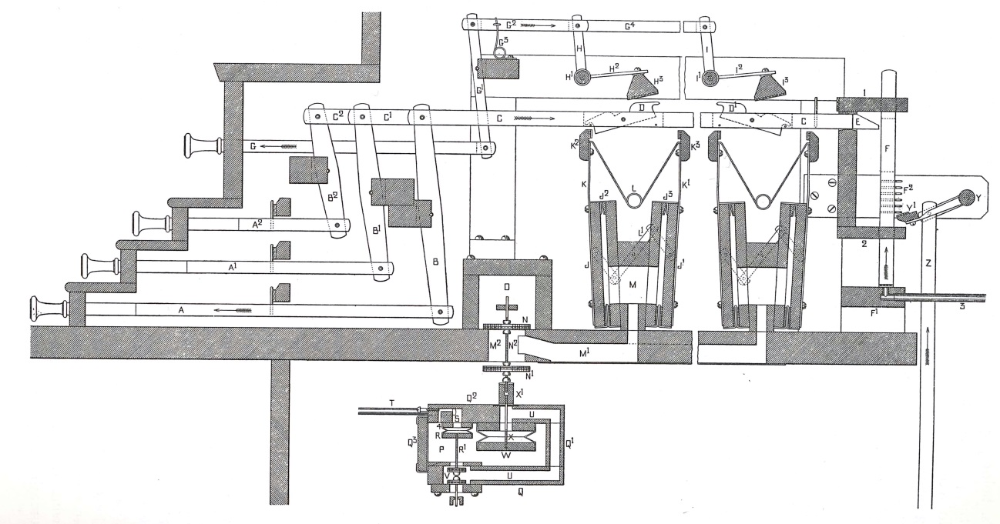 G² G⁴
G³
H I
H² I²
H¹ H³ I¹ I³
G¹
D D¹
1
C² C¹ C C E
K² K³
G F
K L K¹
B² J² J³ F² Y
Y¹
A² B¹ L¹ 2
A¹ B J J¹ Z
O M
A F¹ 3
N
M² N² M¹
N¹
X¹
T Q²
S U
4
R
Q³ P R¹ X Q¹
W
V U
Q